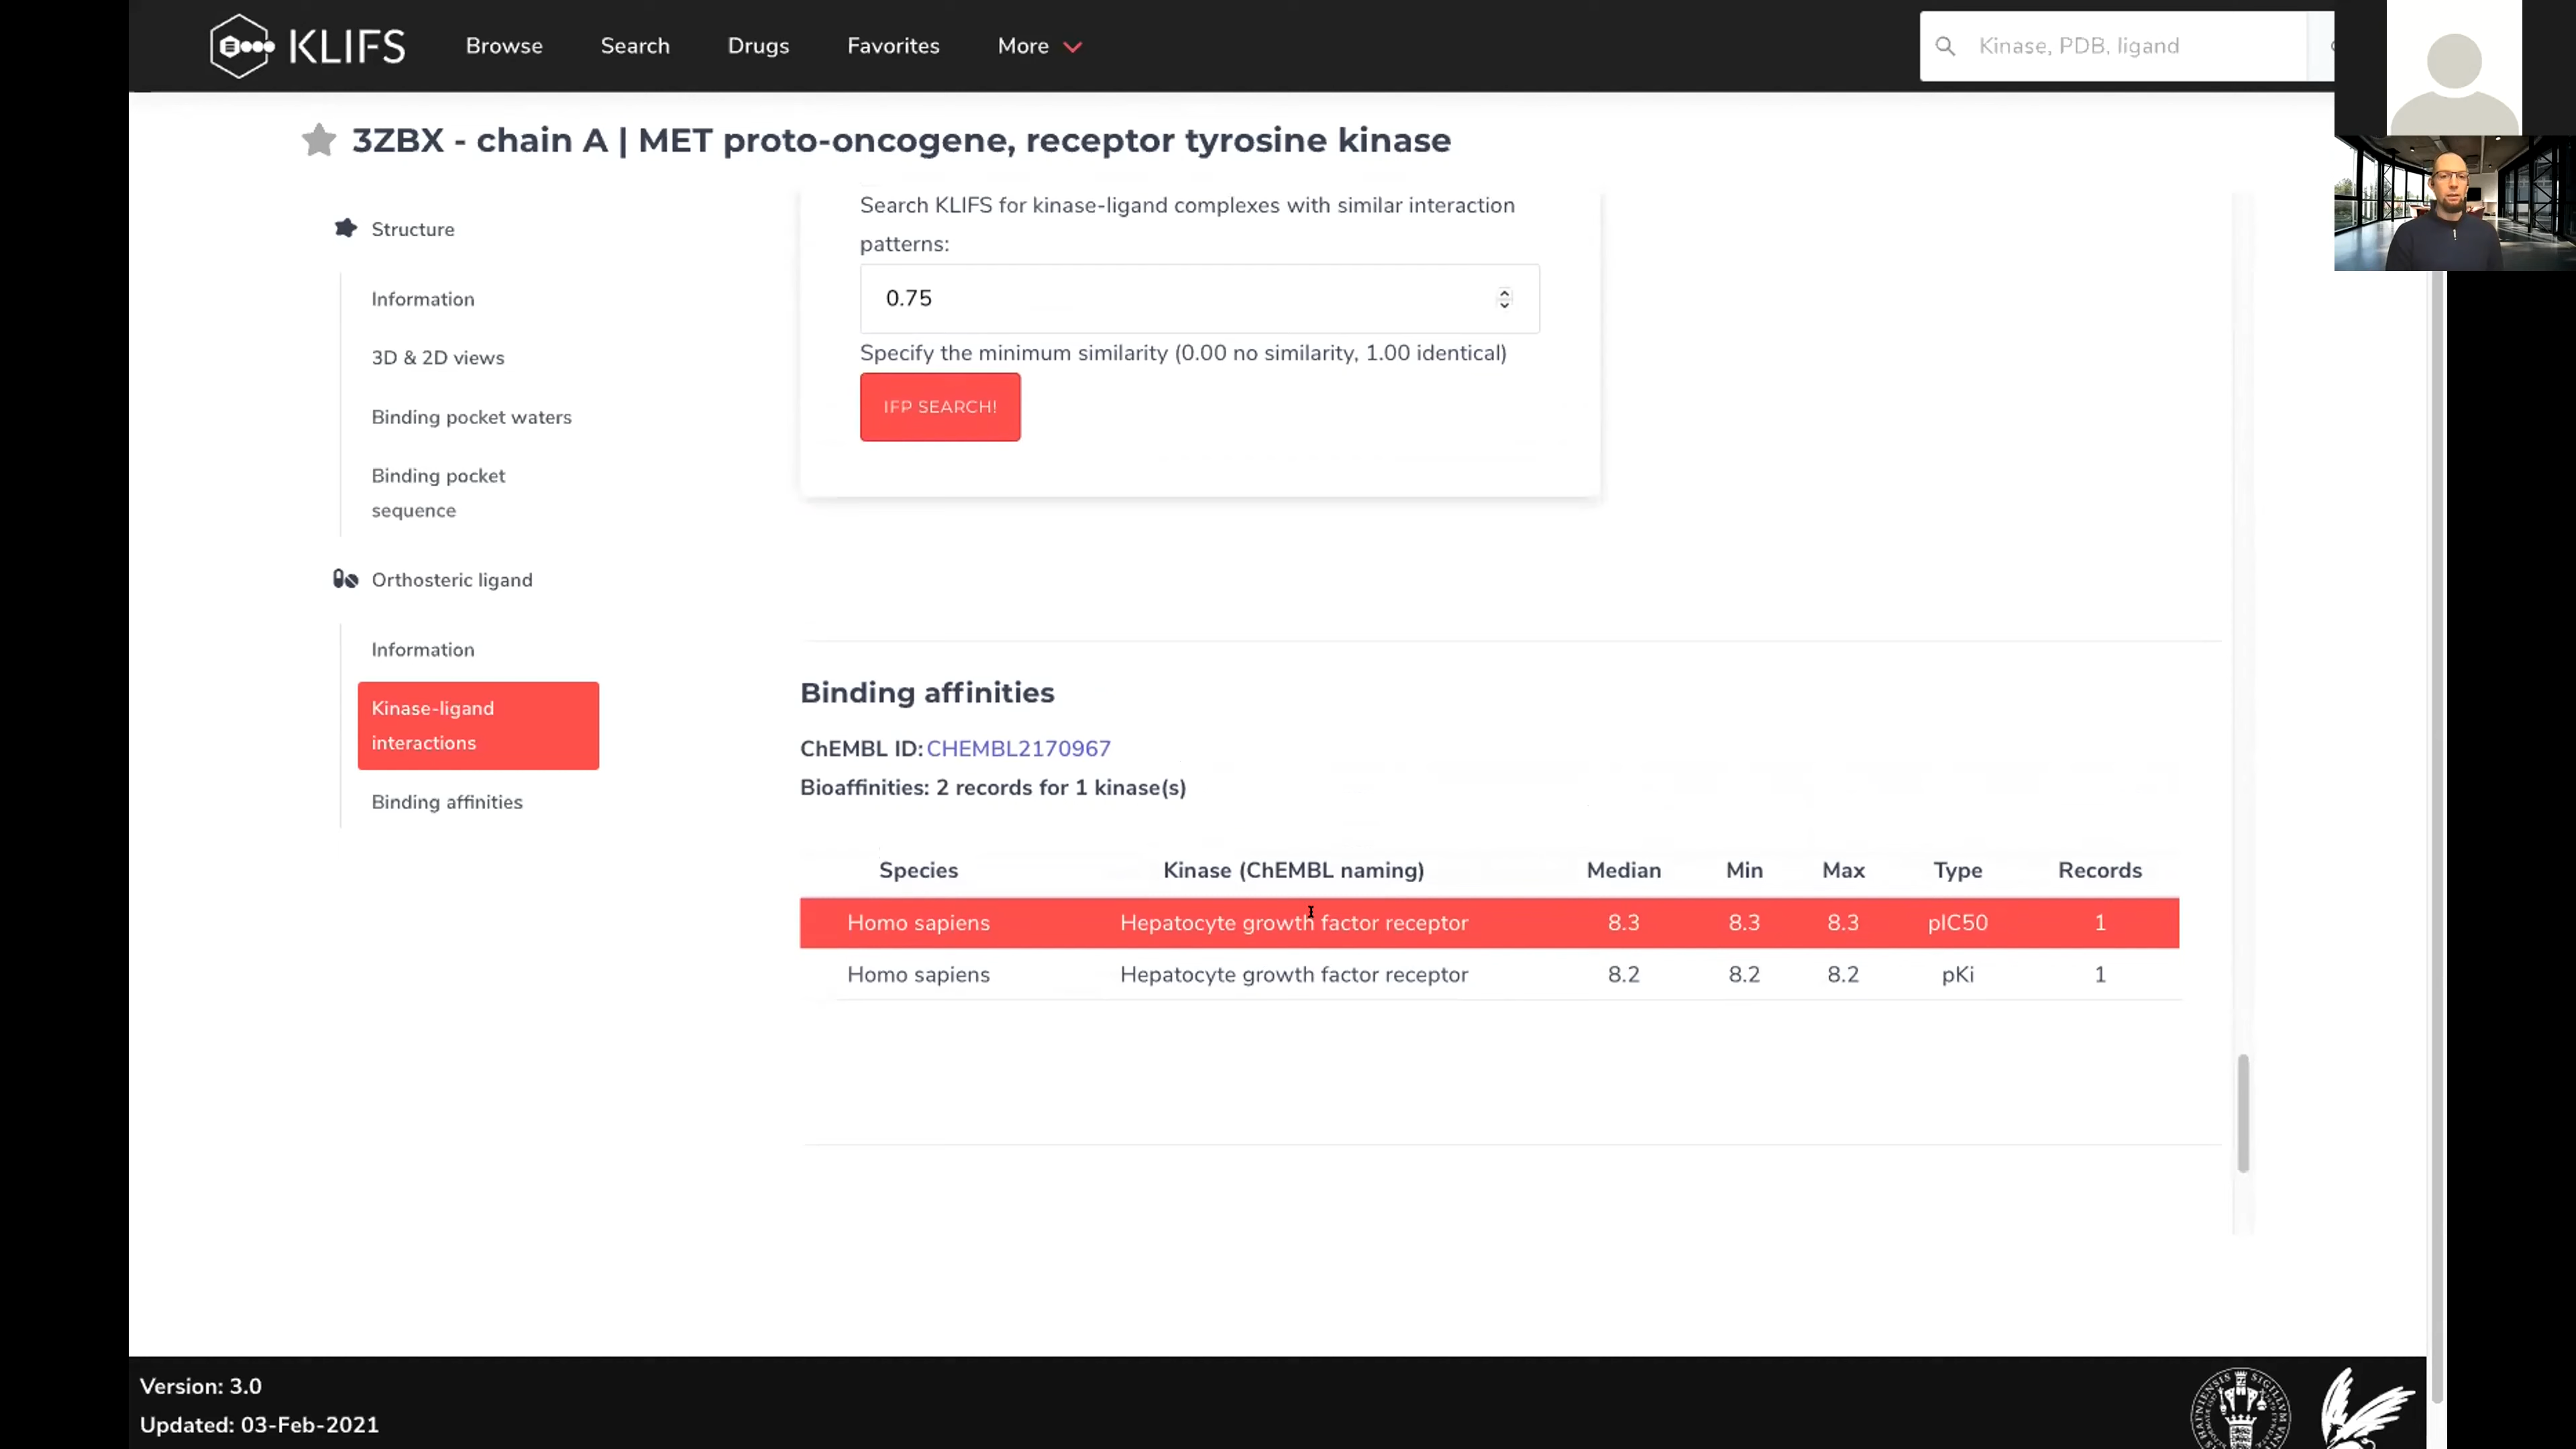 KLIFS
Browse
Search
Drugs
Favorites
More
Kinase, PDB, ligand
3ZBX - chain A | MET proto-oncogene, receptor tyrosine kinase
Structure
Information
3D & 2D views
Binding pocket waters
Binding pocket
sequence
Orthosteric ligand
Information
Kinase-ligand
interactions
Binding affinities
Search KLIFS for kinase-ligand complexes with similar interaction
patterns:
0.75
Specify the minimum similarity (0.00 no similarity, 1.00 identical)
IFP SEARCH!
Binding affinities
ChEMBL ID: CHEMBL2170967
Bioaffinities: 2 records for 1 kinase(s)
Species Kinase (ChEMBL naming) Median Min Max Type Records
Homo sapiens Hepatocyte growth factor receptor 8.3 8.3 8.3 pIC50 1
Homo sapiens Hepatocyte growth factor receptor 8.2 8.2 8.2 pKi 1
Version: 3.0
Updated: 03-Feb-2021